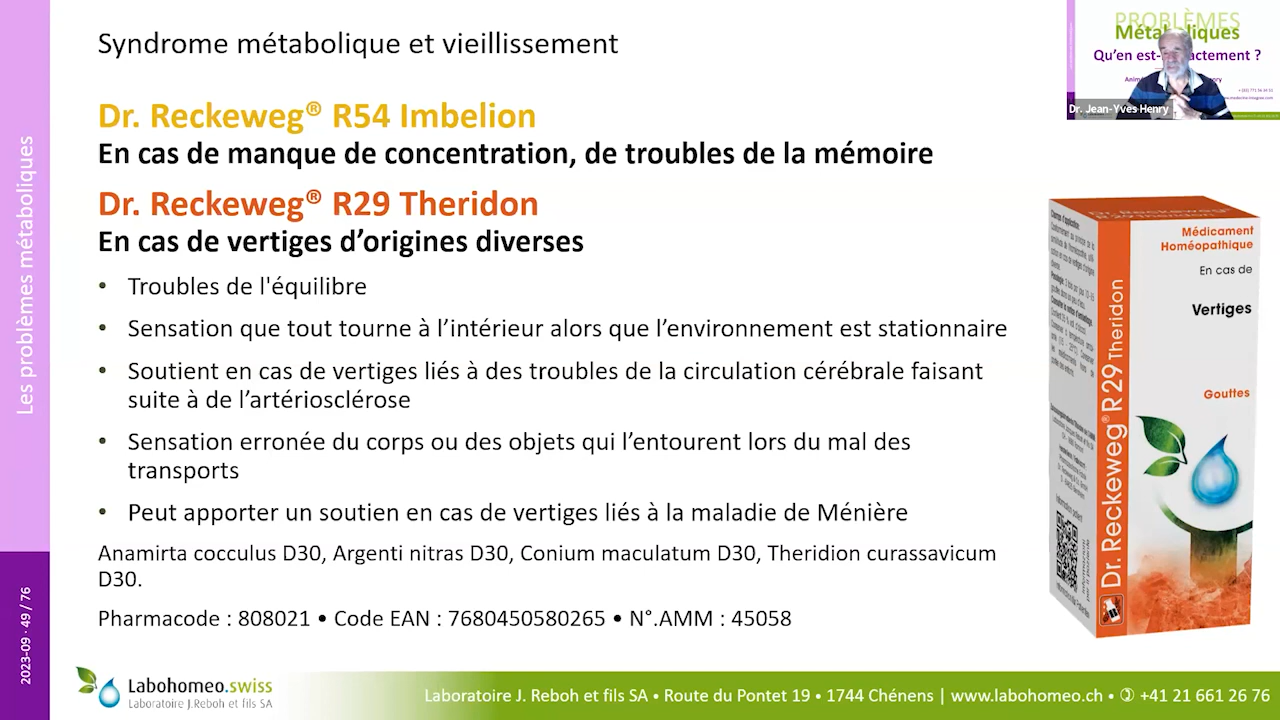 Syndrome métabolique et vieillissement
Dr. Reckeweg® R54 Imbelion
En cas de manque de concentration, de troubles de la mémoire
Dr. Reckeweg® R29 Theridon
En cas de vertiges d’origines diverses
• Troubles de l'équilibre
• Sensation que tout tourne à l’intérieur alors que l’environnement est stationnaire
• Soutient en cas de vertiges liés à des troubles de la circulation cérébrale faisant
suite à de l’artériosclérose
• Sensation erronée du corps ou des objets qui l’entourent lors du mal des
transports
• Peut apporter un soutien en cas de vertiges liés à la maladie de Ménière
Anamirta cocculus D30, Argenti nitras D30, Conium maculatum D30, Theridion curassavicum
D30.
Pharmacode : 808021 • Code EAN : 7680450580265 • N°.AMM : 45058
Les problèmes métaboliques
2023-09 · 49 / 76
PROBLÈMES
Métaboliques
Qu’en est- actement ?
Dr. Jean-Yves Henry
Dr. Reckeweg®
R29 Theridon
Médicament
Homéopathique
En cas de
Vertiges
Gouttes
Dr. Reckeweg® R29 Theridon
Labohomeo.swiss
Laboratoire J.Reboh et fils SA
Laboratoire J. Reboh et fils SA • Route du Pontet 19 • 1744 Chénens | www.labohomeo.ch • ✆ +41 21 661 26 76